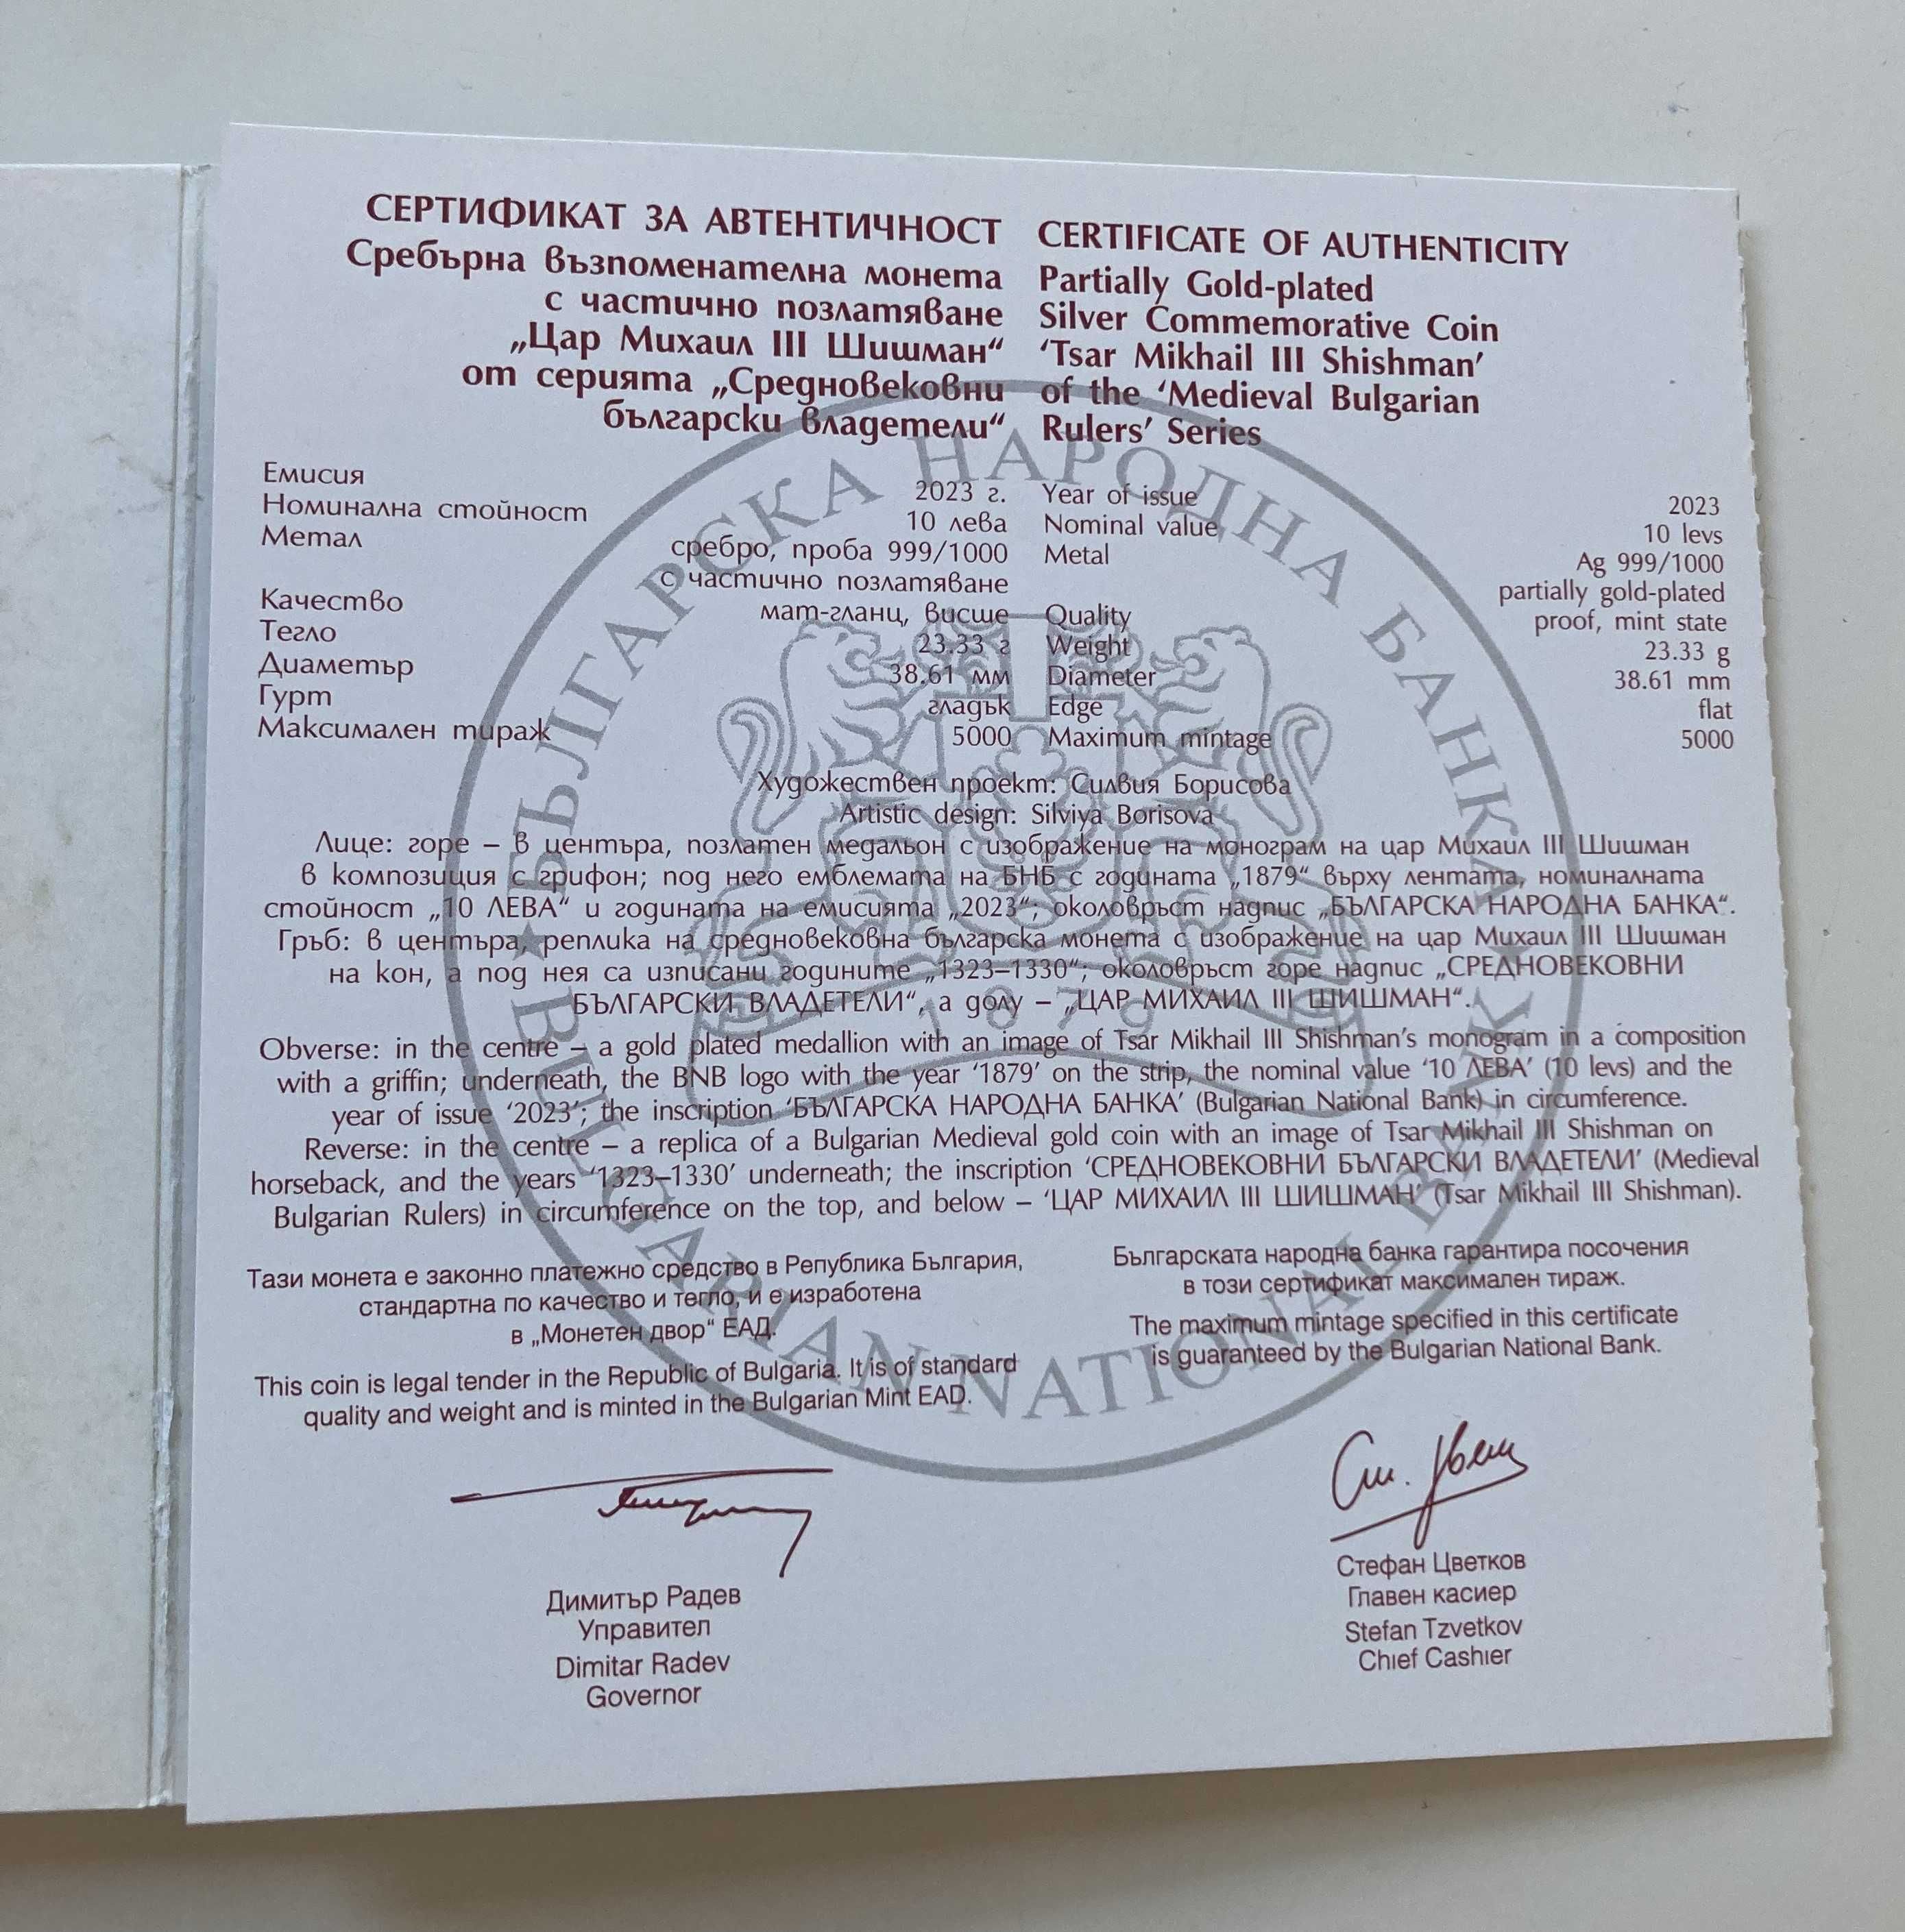 СЕРТИФИКАТ ЗА АВТЕНТИЧНОСТ
Сребърна възпоменателна монета
с частично позлатяване
„Цар Михаил III Шишман“
от серията „Средновековни
български владетели“
CERTIFICATE OF AUTHENTICITY
Partially Gold-plated
Silver Commemorative Coin
‘Tsar Mikhail III Shishman’
of the ‘Medieval Bulgarian
Rulers’ Series
Емисия 2023 г.
Номинална стойност 10 лева
Метал сребро, проба 999/1000
с частично позлатяване
Качество мат-гланц, висше
Тегло 23.33 г
Диаметър 38.61 мм
Гурт гладък
Максимален тираж 5000
Year of issue 2023
Nominal value 10 levs
Metal Ag 999/1000
partially gold-plated
Quality proof, mint state
Weight 23.33 g
Diameter 38.61 mm
Edge flat
Maximum mintage 5000
Художествен проект: Силвия Борисова
Artistic design: Silviya Borisova
Лице: горе – в центъра, позлатен медальон с изображение на монограм на цар Михаил III Шишман
в композиция с грифон; под него емблемата на БНБ с годината „1879“ върху лентата, номиналната
стойност „10 ЛЕВА“ и годината на емисията „2023“; околовръст надпис „БЪЛГАРСКА НАРОДНА БАНКА“.
Гръб: в центъра, реплика на средновековна българска монета с изображение на цар Михаил III Шишман
на кон, а под нея са изписани годините „1323–1330“; околовръст горе надпис „СРЕДНОВЕКОВНИ
БЪЛГАРСКИ ВЛАДЕТЕЛИ“, а долу – „ЦАР МИХАИЛ III ШИШМАН“.
Obverse: in the centre – a gold plated medallion with an image of Tsar Mikhail III Shishman’s monogram in a composition
with a griffin; underneath, the BNB logo with the year ‘1879’ on the strip, the nominal value ‘10 ЛЕВА’ (10 levs) and the
year of issue ‘2023’; the inscription ‘БЪЛГАРСКА НАРОДНА БАНКА’ (Bulgarian National Bank) in circumference.
Reverse: in the centre – a replica of a Bulgarian Medieval gold coin with an image of Tsar Mikhail III Shishman on
horseback, and the years ‘1323–1330’ underneath; the inscription ‘СРЕДНОВЕКОВНИ БЪЛГАРСКИ ВЛАДЕТЕЛИ’ (Medieval
Bulgarian Rulers) in circumference on the top, and below – ‘ЦАР МИХАИЛ III ШИШМАН’ (Tsar Mikhail III Shishman).
Тази монета е законно платежно средство в Република България,
стандартна по качество и тегло, и е изработена
в „Монетен двор“ ЕАД.
This coin is legal tender in the Republic of Bulgaria. It is of standard
quality and weight and is minted in the Bulgarian Mint EAD.
Българската народна банка гарантира посочения
в този сертификат максимален тираж.
The maximum mintage specified in this certificate
is guaranteed by the Bulgarian National Bank.
Димитър Радев
Управител
Dimitar Radev
Governor
Стефан Цветков
Главен касиер
Stefan Tzvetkov
Chief Cashier
БЪЛГАРСКА НАРОДНА БАНКА
BULGARIAN NATIONAL BANK
1879